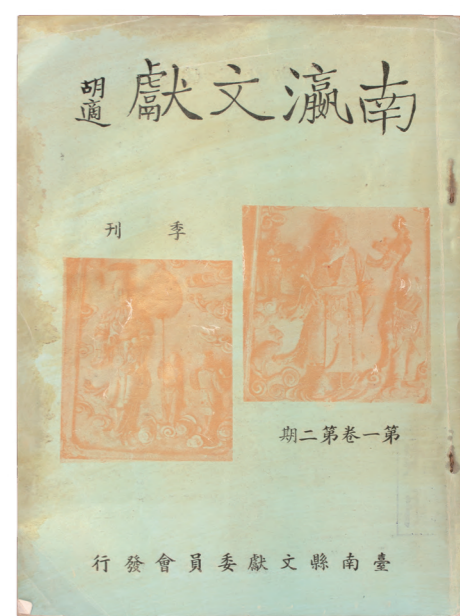 南瀛文獻
胡適
季刊
第一卷第二期
臺南縣文獻委員會發行